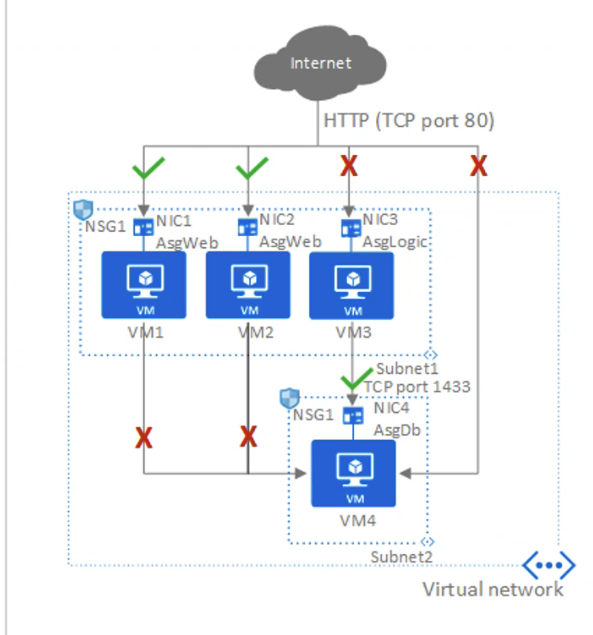 Internet
HTTP (TCP port 80)
X
X
NSG1
NIC1
AsgWeb
NIC2
AsgWeb
NIC3
AsgLogic
VM
VM
VM
VM1
VM2
VM3
Subnet1
TCP port 1433
NSG1
NIC4
AsgDb
X
X
VM
VM4
Subnet2
Virtual network